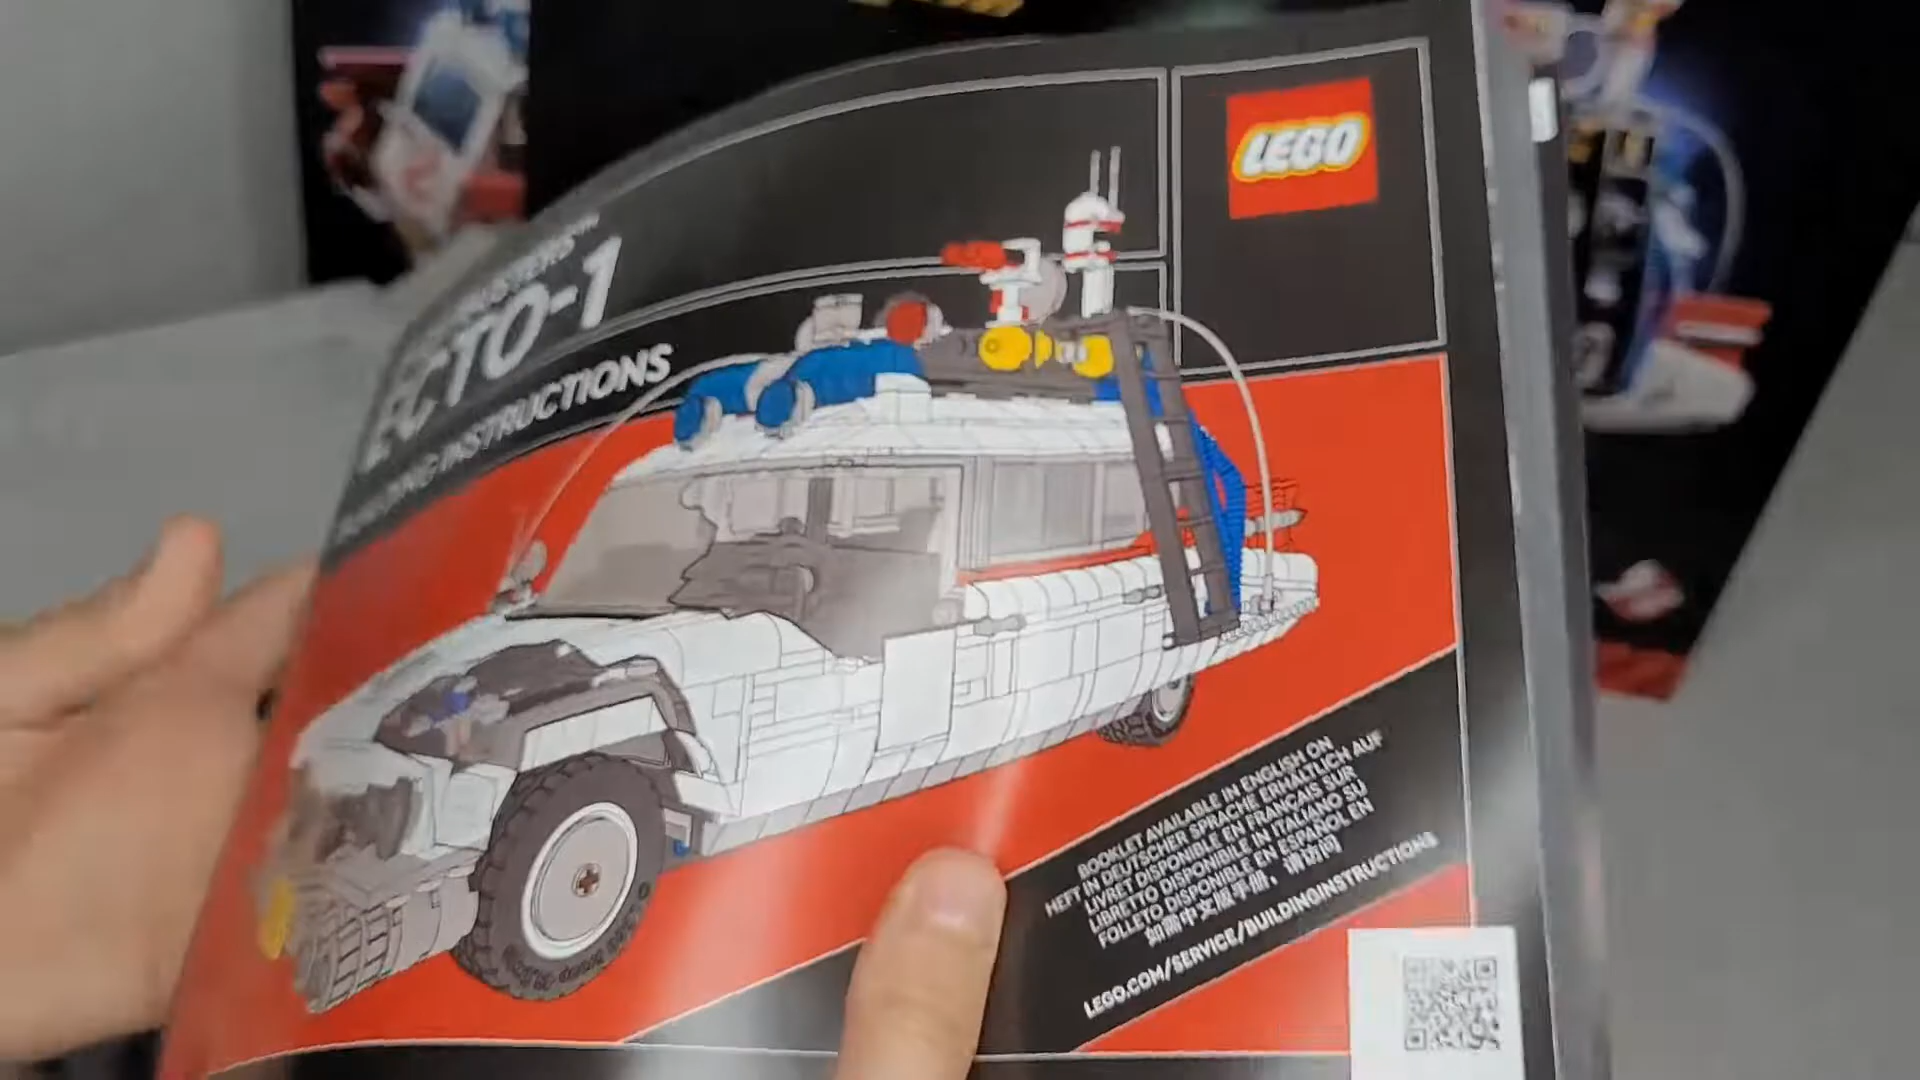 ECTO-1
BUILDING INSTRUCTIONS
LEGO
BOOKLET AVAILABLE IN ENGLISH ON
HEFT IN DEUTSCHER SPRACHE ERHÄLTLICH AUF
LIVRET DISPONIBLE EN FRANÇAIS SUR
LIBRETTO DISPONIBLE IN ITALIANO SU
FOLLETO DISPONIBLE EN ESPAÑOL EN
如需中文版手册，请访问
LEGO.COM/SERVICE/BUILDINGINSTRUCTIONS